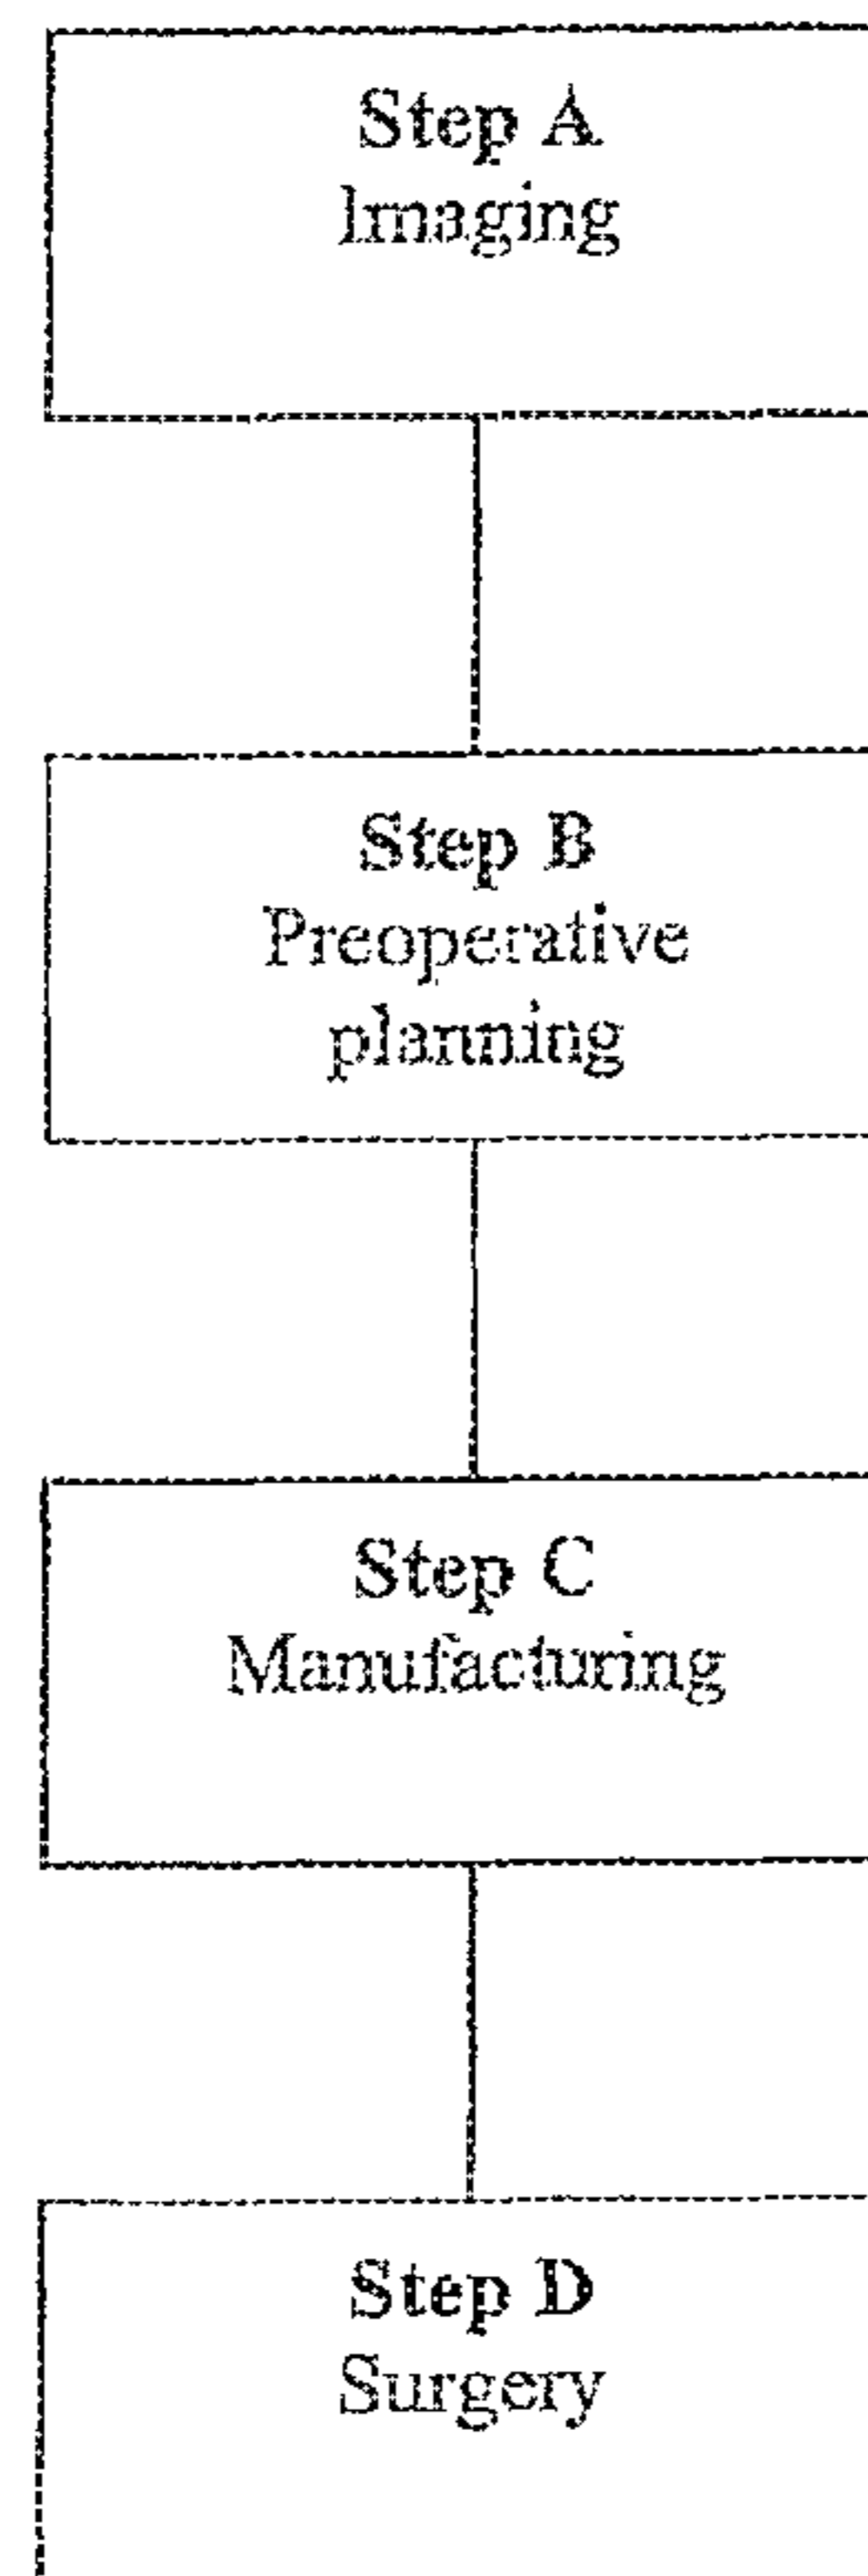 Step A
Imaging
Step B
Preoperative
planning
Step C
Manufacturing
Step D
Surgery